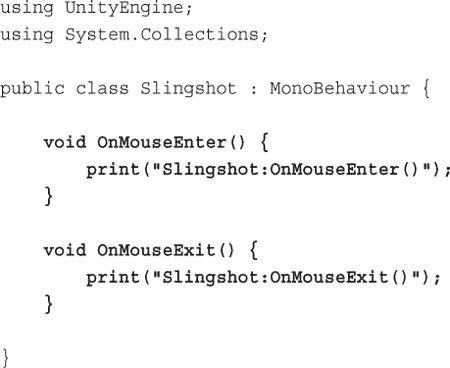 using UnityEngine;
using System.Collections;

public class Slingshot : MonoBehaviour {

    void OnMouseEnter() {
        print("Slingshot:OnMouseEnter()");
    }

    void OnMouseExit() {
        print("Slingshot:OnMouseExit()");
    }

}